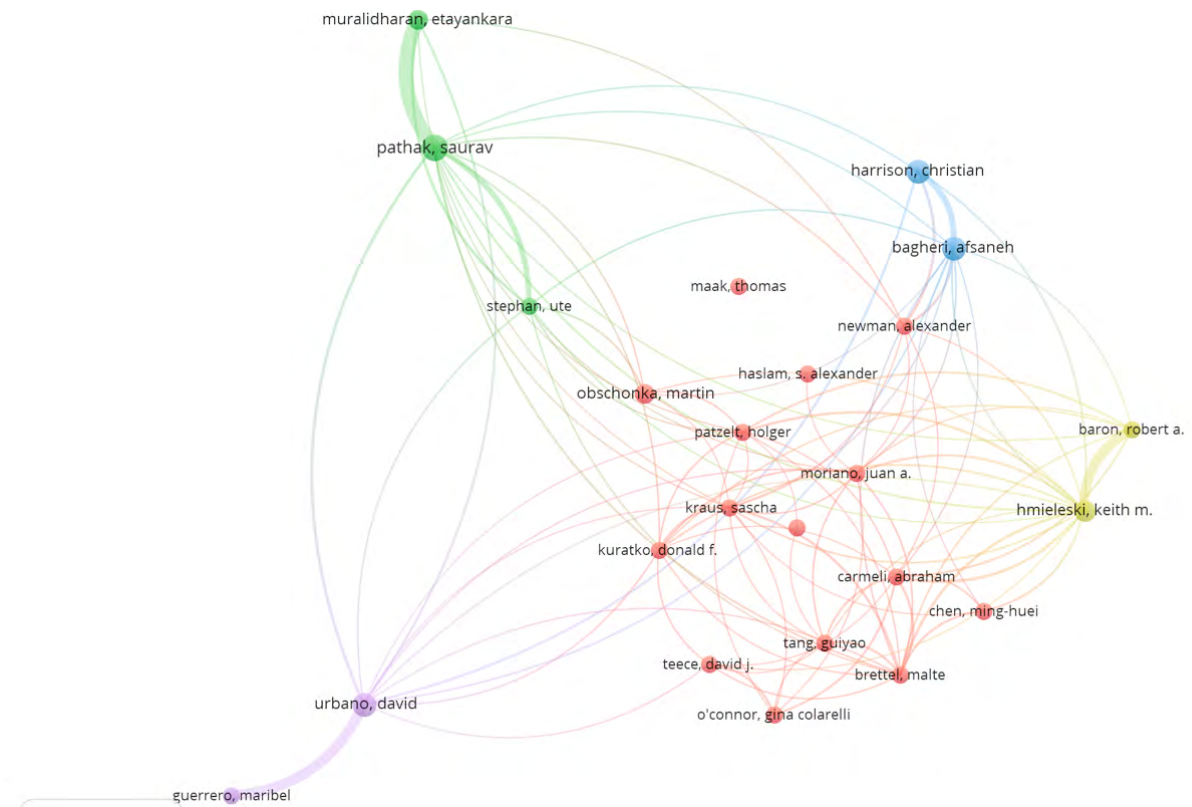 muralidharan, etayankara
pathak, saurav
harrison, christian
bagheri, afsaneh
maak, thomas
stephan, ute
newman, alexander
haslam, s. alexander
obschonka, martin
baron, robert a.
patzelt, holger
moriano, juan a.
kraus, sascha
hmieleski, keith m.
kuratko, donald f.
carmeli, abraham
chen, ming-huei
tang, guiyao
teece, david j.
brettel, malte
urbano, david
o'connor, gina colarelli
guerrero, maribel